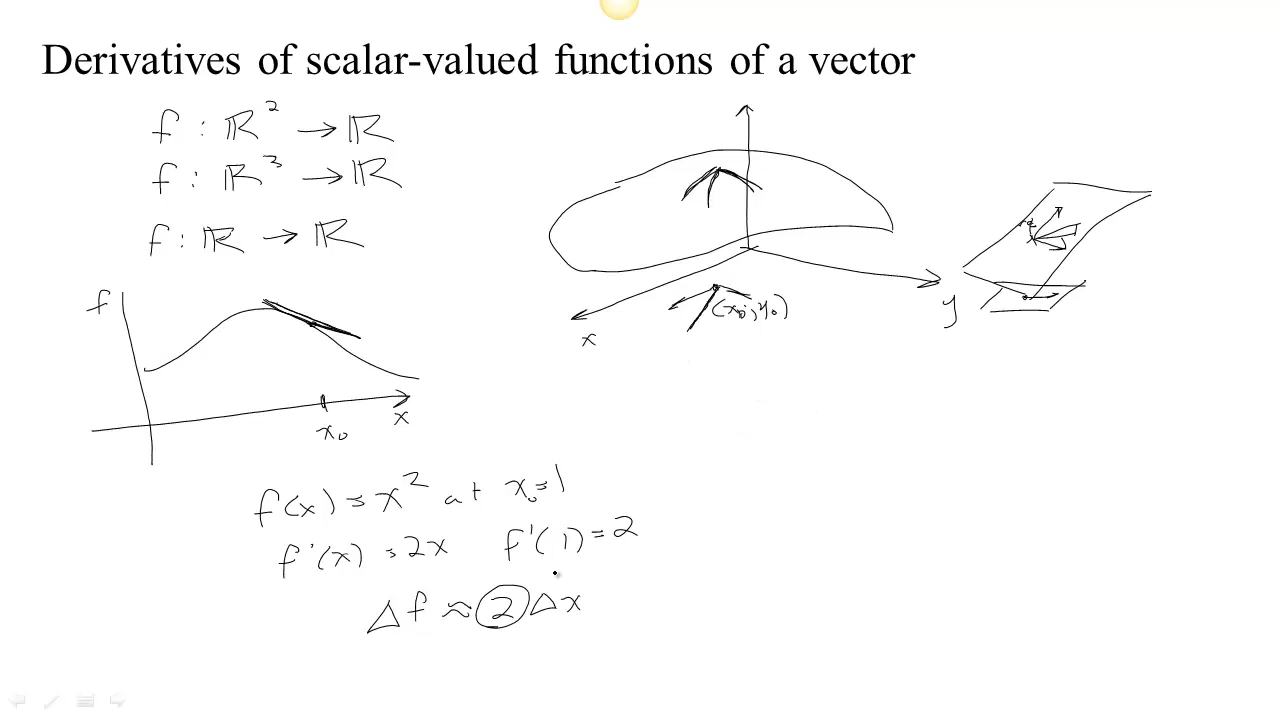 Derivatives of scalar-valued functions of a vector
f : ℝ² → ℝ
f : ℝ³ → ℝ
f : ℝ → ℝ
f
x₀
x
x
y
(x₀, y₀)
f(x) = x² at x₀=1
f'(x) = 2x f'(1) = 2
Δf ≈ 2 Δx